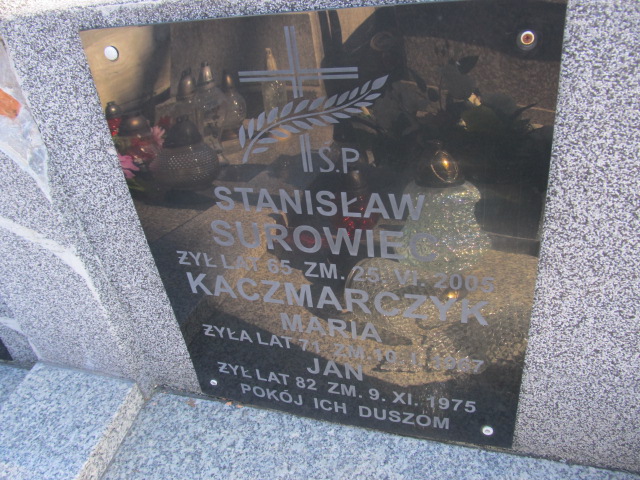 Ś.P
STANISŁAW
SUROWIEC
ŻYŁ LAT 65. ZM. 25. VI. 2005
KACZMARCZYK
MARIA
ŻYŁA LAT 71. ZM.
JAN
ŻYŁ LAT 82 ZM. 9. XI. 1975
POKÓJ ICH DUSZOM